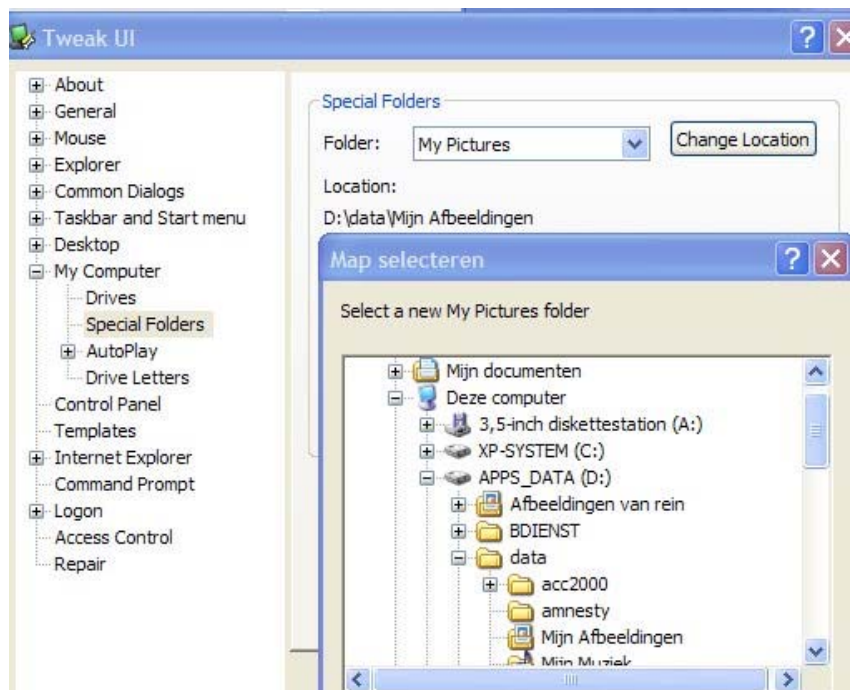 Tweak UI
About
General
Mouse
Explorer
Common Dialogs
Taskbar and Start menu
Desktop
My Computer
Drives
Special Folders
AutoPlay
Drive Letters
Control Panel
Templates
Internet Explorer
Command Prompt
Logon
Access Control
Repair
Special Folders
Folder: My Pictures Change Location
Location:
D:\data\Mijn Afbeeldingen
Map selecteren
Select a new My Pictures folder
Mijn documenten
Deze computer
3,5-inch diskettestation (A:)
XP-SYSTEM (C:)
APPS_DATA (D:)
Afbeeldingen van rein
BDIENST
data
acc2000
amnesty
Mijn Afbeeldingen
Mijn Muziek